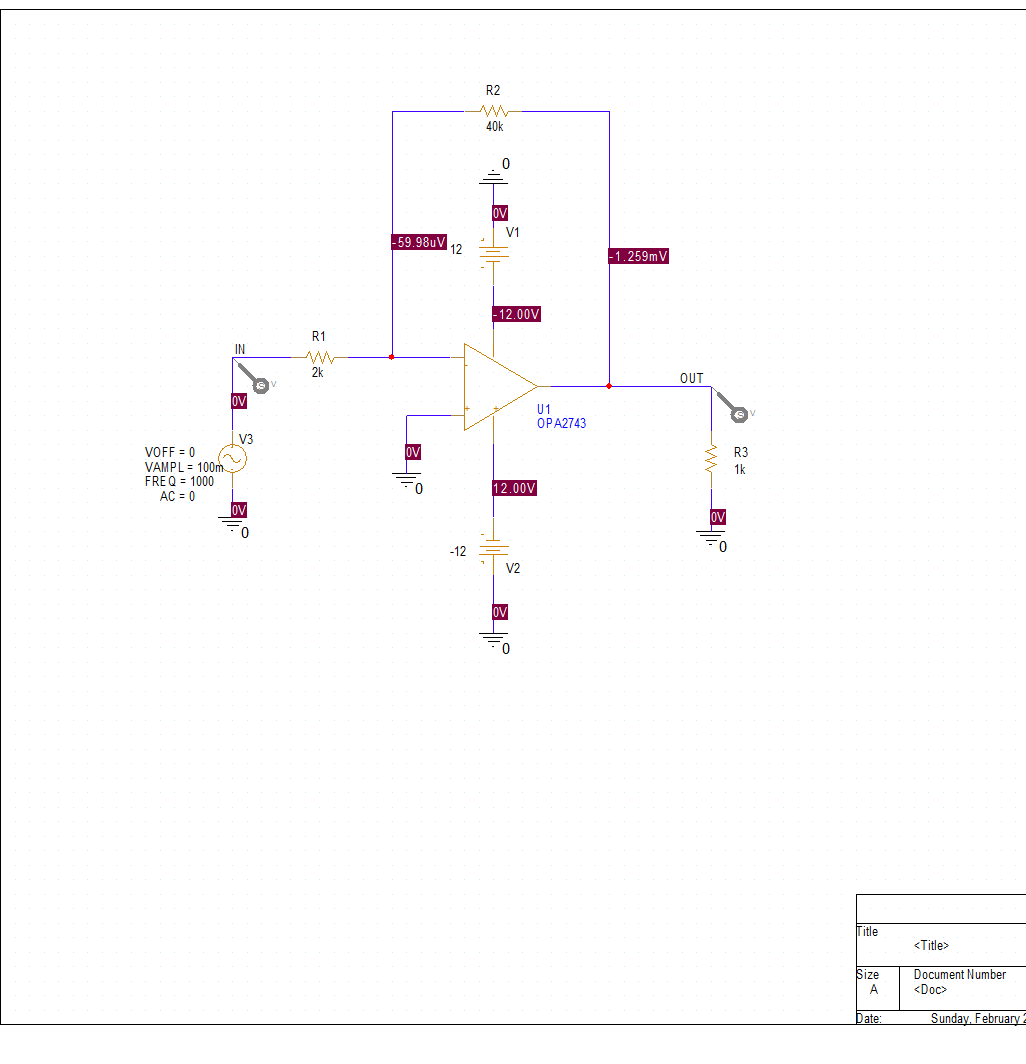 R2
40k
0
0V
V1
-59.98uV
12
-1.259mV
-12.00V
R1
IN
2k
-
V
OUT
0V
+
+
U1
V
OPA2743
V3
0V
R3
VOFF = 0
VAMPL = 100m
1k
FREQ = 1000
0
12.00V
AC = 0
0V
0V
0
0
-12
V2
0V
0
Title
<Title>
Size
Document Number
A
<Doc>
Date:
Sunday, February